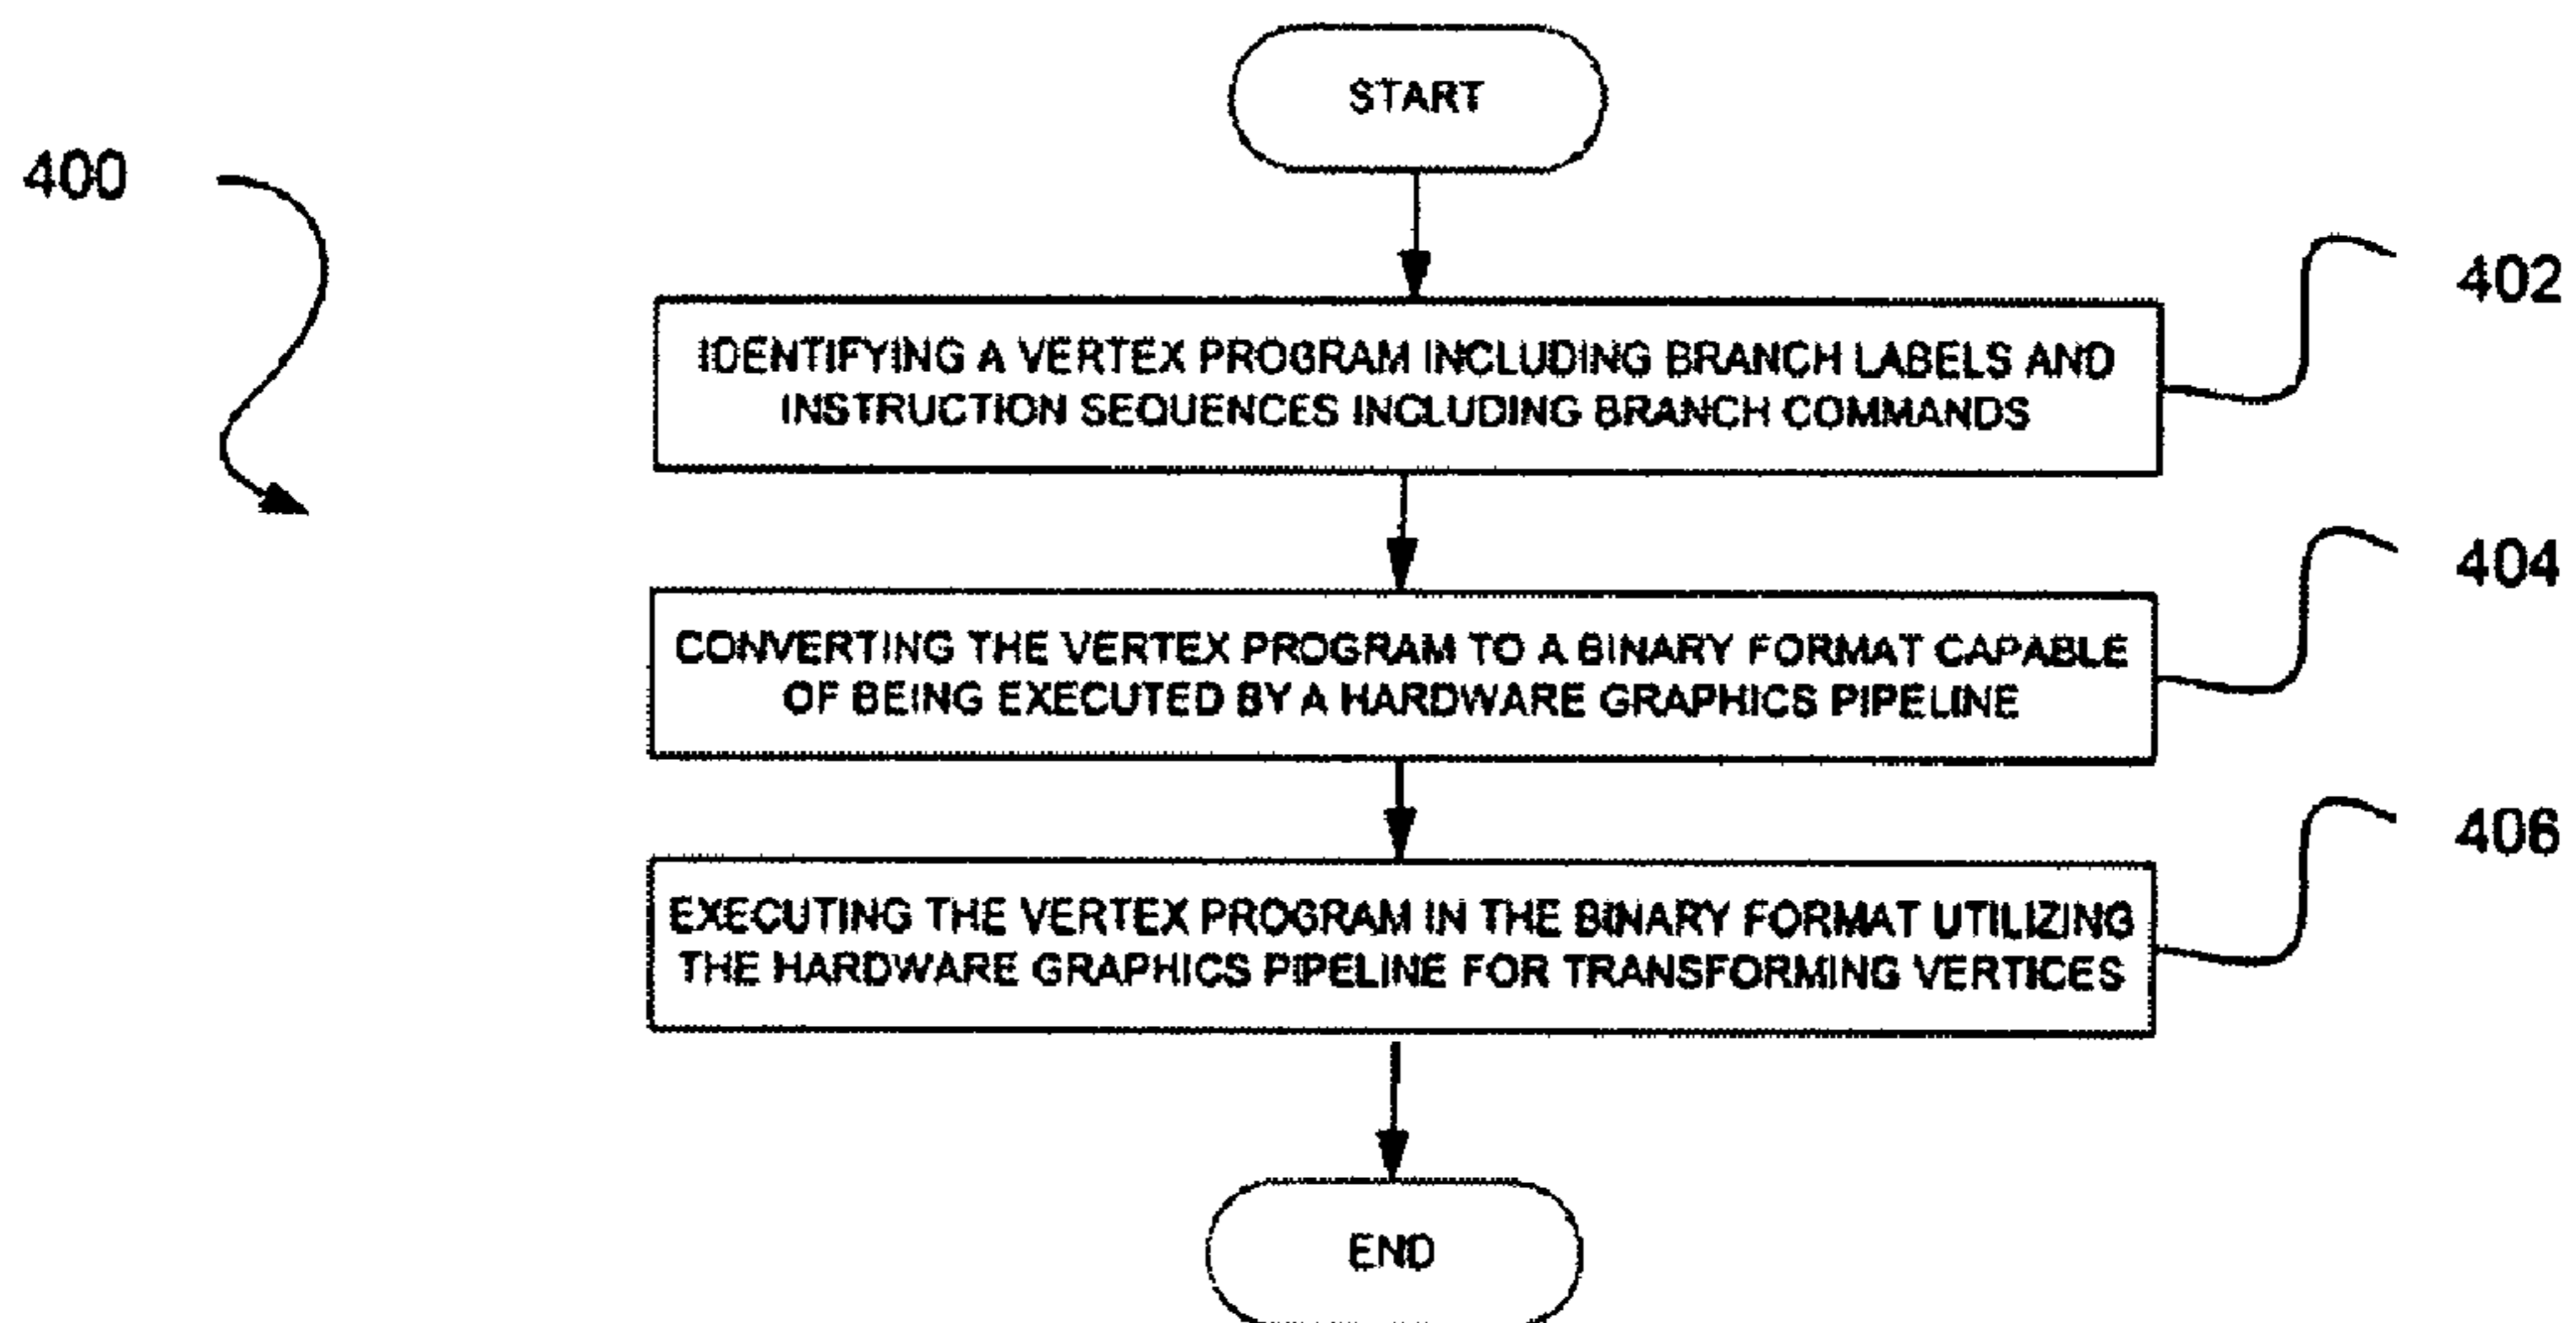 START
400
402
IDENTIFYING A VERTEX PROGRAM INCLUDING BRANCH LABELS AND
INSTRUCTION SEQUENCES INCLUDING BRANCH COMMANDS
404
CONVERTING THE VERTEX PROGRAM TO A BINARY FORMAT CAPABLE
OF BEING EXECUTED BY A HARDWARE GRAPHICS PIPELINE
406
EXECUTING THE VERTEX PROGRAM IN THE BINARY FORMAT UTILIZING
THE HARDWARE GRAPHICS PIPELINE FOR TRANSFORMING VERTICES
END